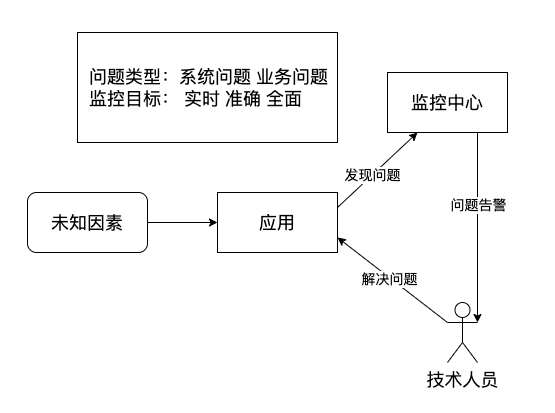 问题类型：系统问题 业务问题
监控目标： 实时 准确 全面
监控中心
发现问题
问题告警
未知因素
应用
解决问题
技术人员